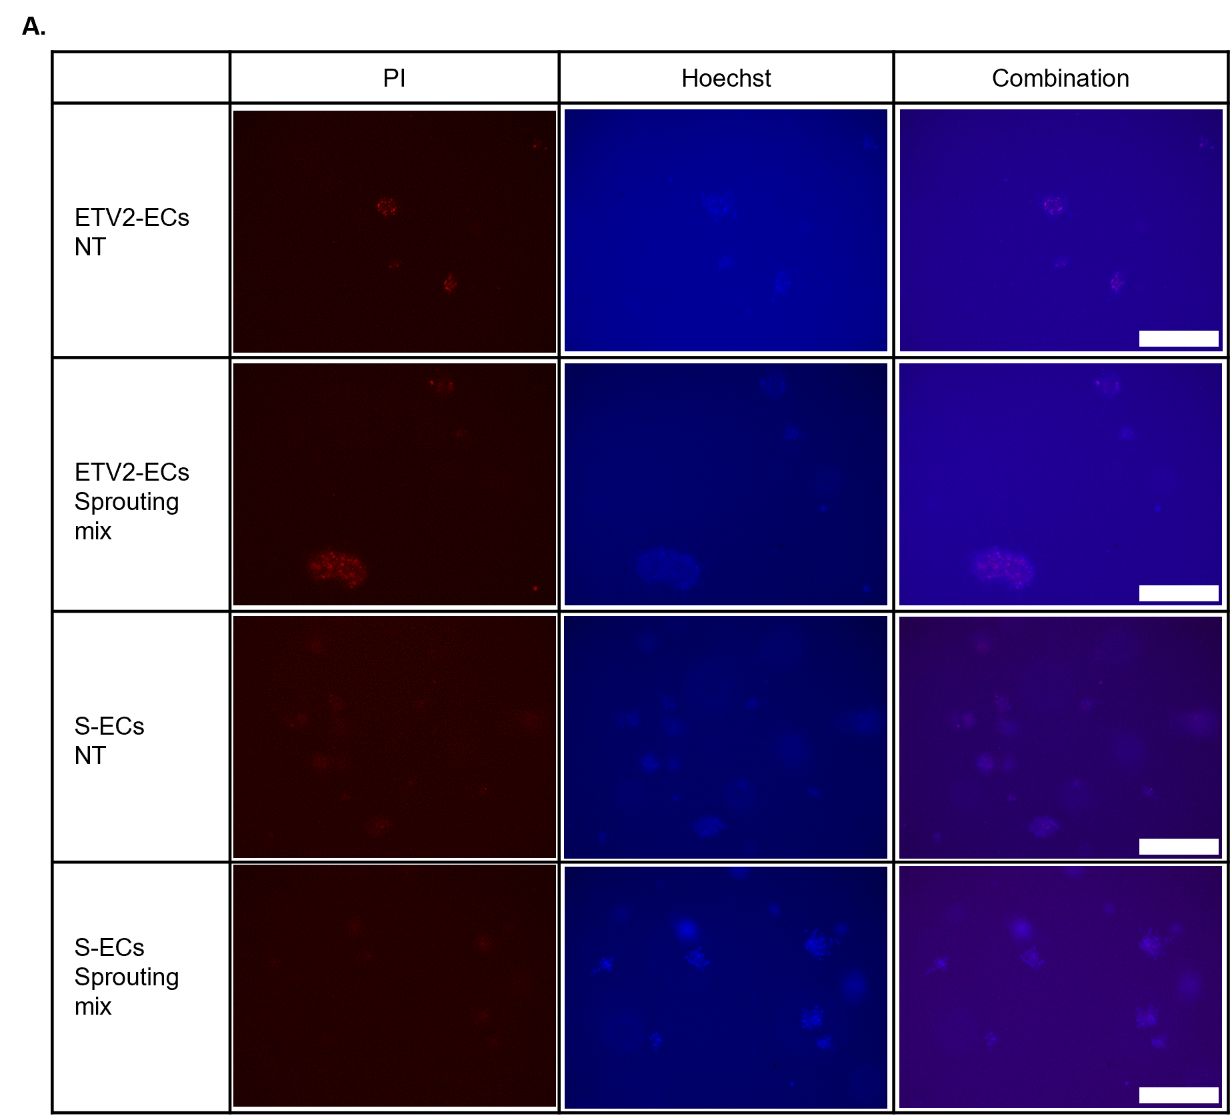 A.
PI Hoechst Combination
ETV2-ECs
NT
ETV2-ECs
Sprouting
mix
S-ECs
NT
S-ECs
Sprouting
mix